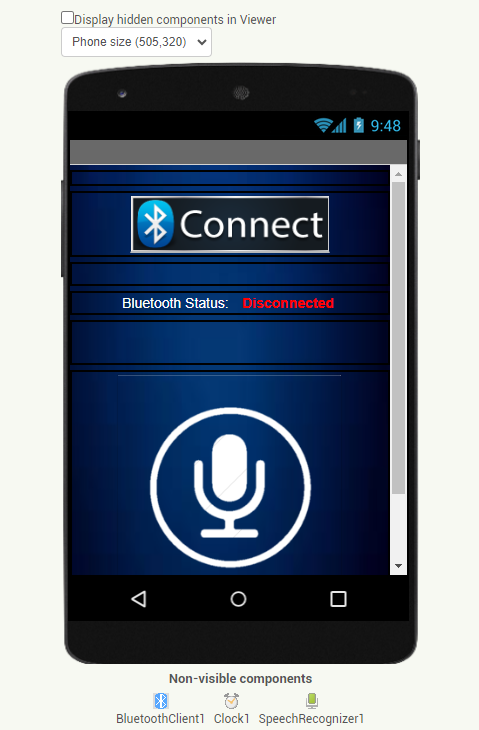 Display hidden components in Viewer
Phone size (505,320)
9:48
Connect
Bluetooth Status: Disconnected
Non-visible components
BluetoothClient1 Clock1 SpeechRecognizer1